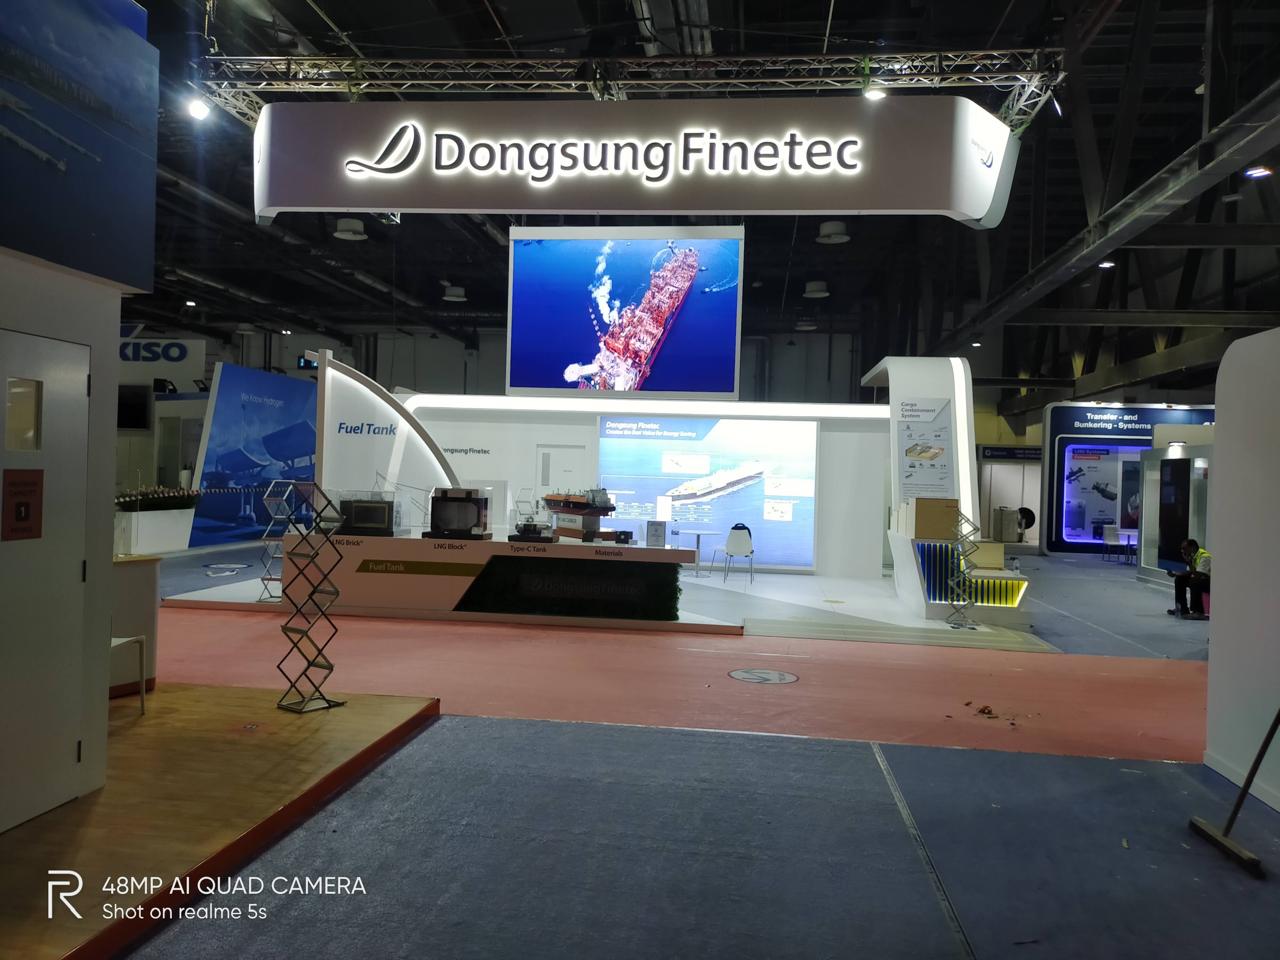 Dongsung Finetec
KISO
We Know Hydrogen
Fuel Tank
Dongsung Finetec
Dongsung Finetec
Create the Best Value for Energy Saving
Cargo
Containment
System
Transfer - and
Bunkering - Systems
LNG Brick®
LNG Block®
Type-C Tank
Materials
Fuel Tank
Dongsung Finetec
1
48MP AI QUAD CAMERA
Shot on realme 5s